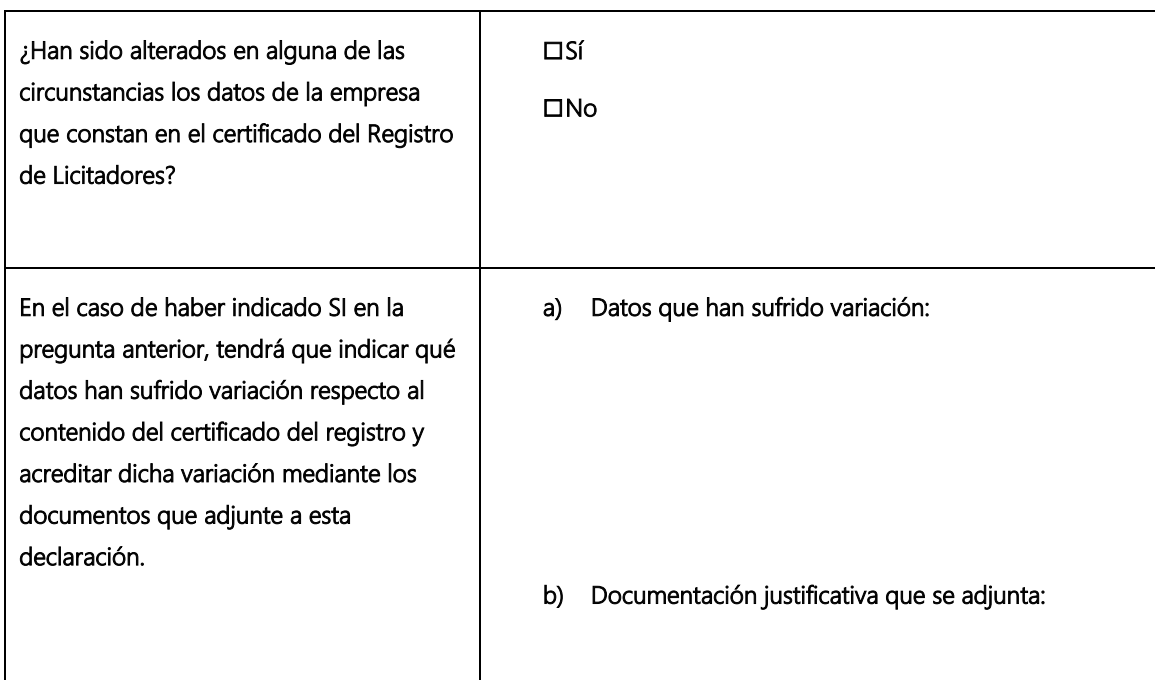 ¿Han sido alterados en alguna de las
circunstancias los datos de la empresa
que constan en el certificado del Registro
de Licitadores?
☐Sí
☐No
En el caso de haber indicado SI en la
pregunta anterior, tendrá que indicar qué
datos han sufrido variación respecto al
contenido del certificado del registro y
acreditar dicha variación mediante los
documentos que adjunte a esta
declaración.
a) Datos que han sufrido variación:
b) Documentación justificativa que se adjunta: